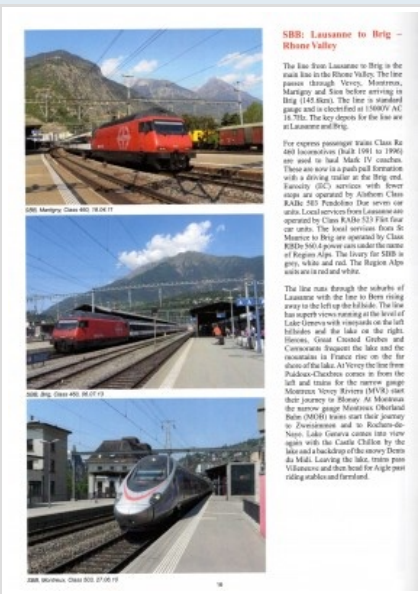 SBB: Lausanne to Brig –
Rhone Valley
The line from Lausanne to Brig is the
main line in the Rhone Valley. The line
passes through Vevey, Montreux,
Martigny and Sion before arriving in
Brig (145.6km). The line is standard
gauge and is electrified at 15000V AC
16.7Hz. The key depots for the line are
at Lausanne and Brig.
For express passenger trains Class Re
460 locomotives (built 1991 to 1996)
are used to haul Mark IV coaches.
These are now in a push pull formation
with a driving trailer at the Brig end.
Eurocity (EC) services with fewer
stops are operated by Alstom Class
RABe 503 Pendolino Due seven car
units. Local services from Lausanne are
operated by Class RABe 523 Flirt four
car units. The local services from St
Maurice to Brig are operated by Class
RBDe 560.4 power cars under the name
of Region Alps. The livery for SBB is
grey, white and red. The Region Alps
units are in red and white.
The line runs through the suburbs of
Lausanne with the line to Bern rising
away to the left up the hillside. The line
has superb views running at the level of
Lake Geneva with vineyards on the left
hillsides and the lake on the right.
Herons, Great Crested Grebes and
Cormorants frequent the lake and the
mountains in France rise on the far
shore of the lake. At Vevey the line from
Puidoux-Chexbres comes in from the
left and trains for the narrow gauge
Montreux Vevey Riviera (MVR) start
their journey to Blonay. At Montreux
the narrow gauge Montreux Oberland
Bahn (MOB) trains start their journey
to Zweisimmen and to Rochers-de-
Naye. Lake Geneva comes into view
again with the Castle Chillon by the
lake and a backdrop of the snowy Dents
du Midi. Leaving the lake, trains pass
Villeneuve and then head for Aigle past
riding stables and farmland.
SBB, Martigny, Class 460, 18.04.11
SBB, Brig, Class 460, 06.07.13
SBB, Montreux, Class 503, 27.06.15